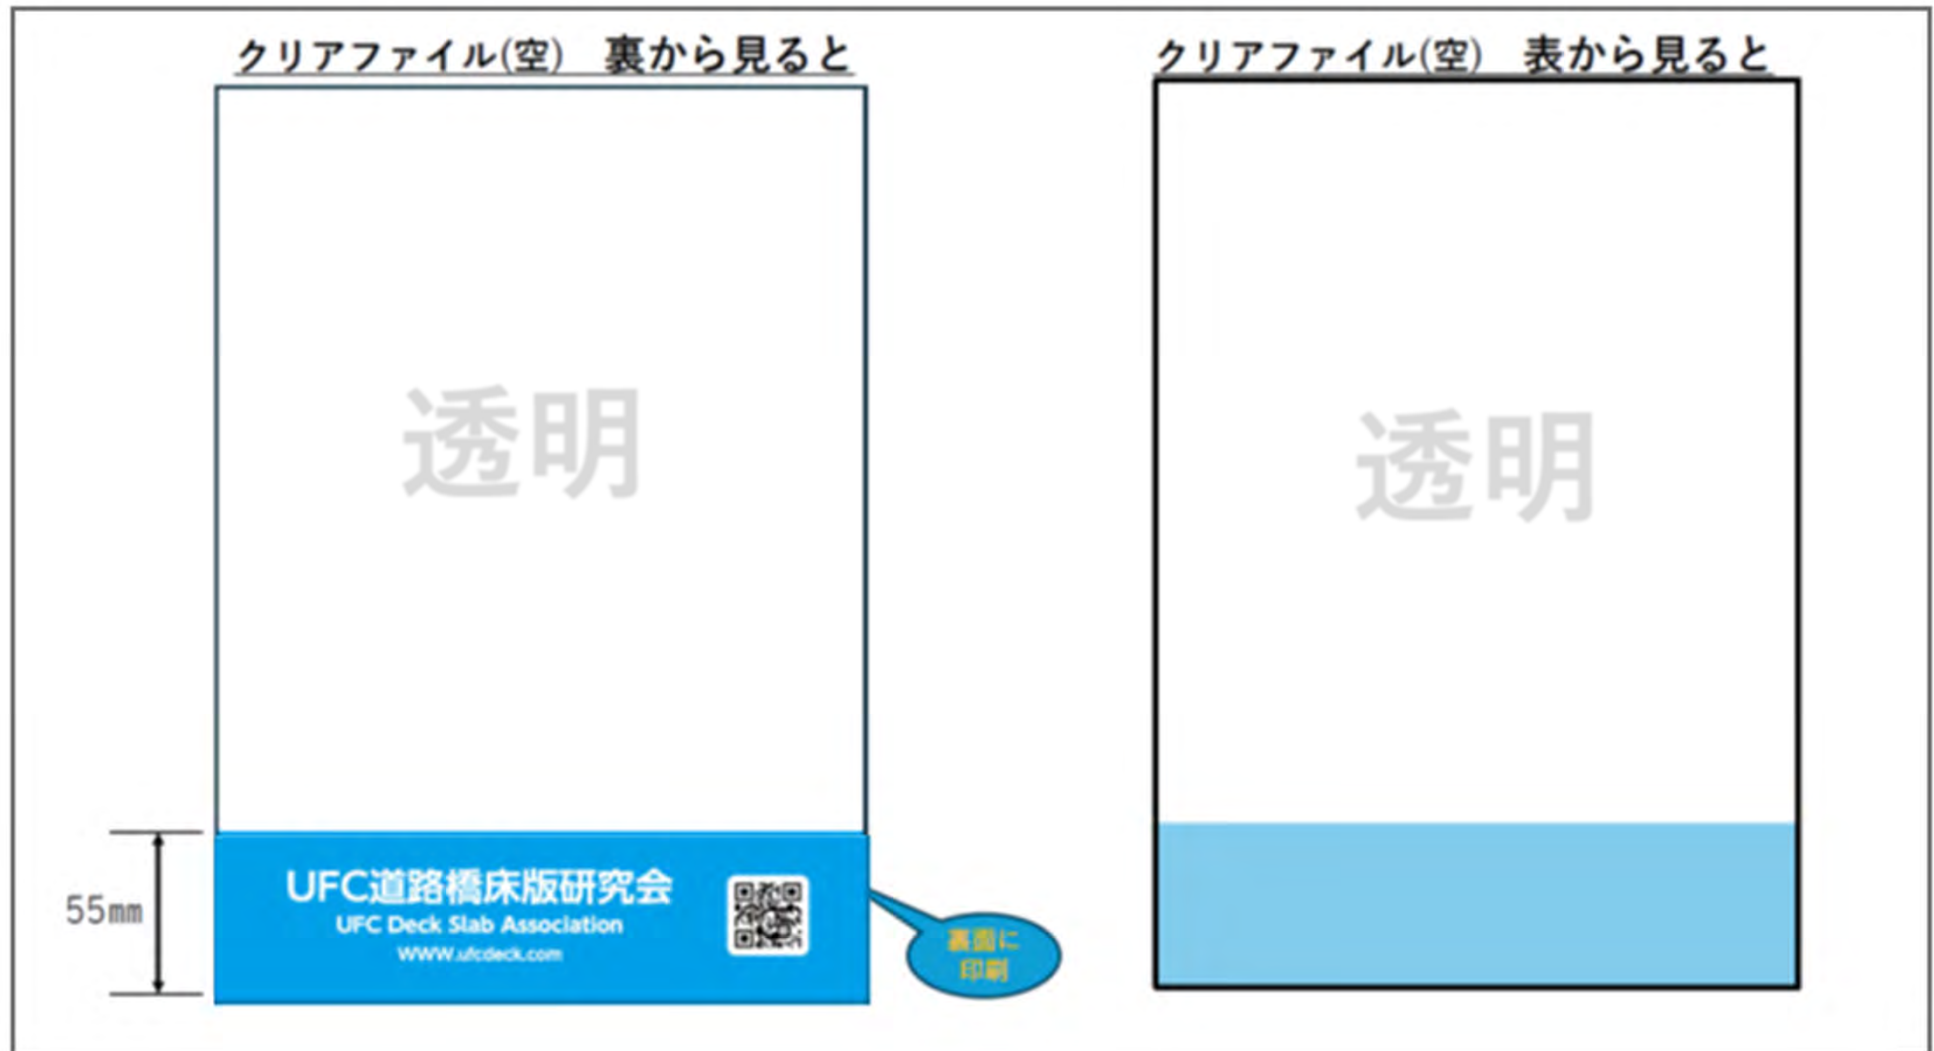 クリアファイル(空)　裏から見ると
透明
55mm
UFC道路橋床版研究会
UFC Deck Slab Association
WWW.ufcdeck.com
裏面に
印刷
クリアファイル(空)　表から見ると
透明